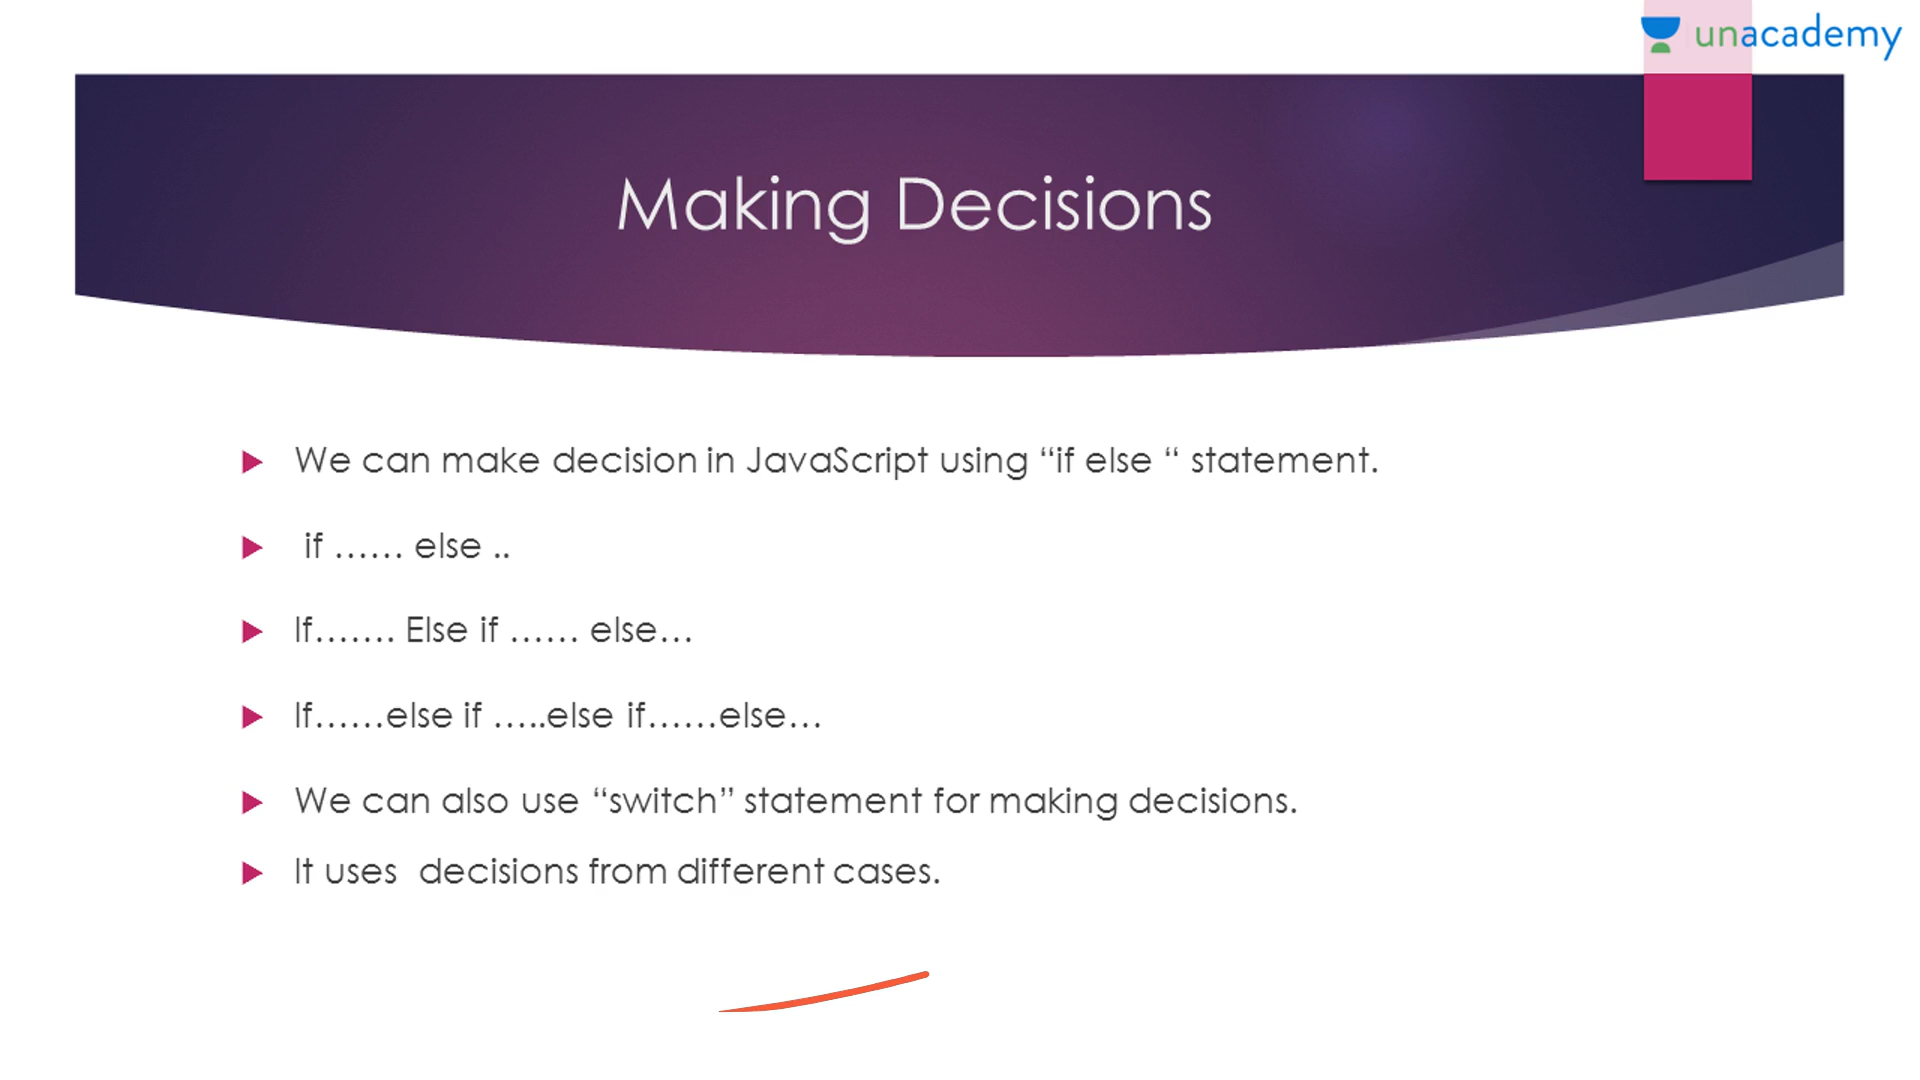 unacademy
Making Decisions
We can make decision in JavaScript using “if else “ statement.
if ...... else ..
If....... Else if ...... else...
If......else if .....else if......else...
We can also use “switch” statement for making decisions.
It uses  decisions from different cases.